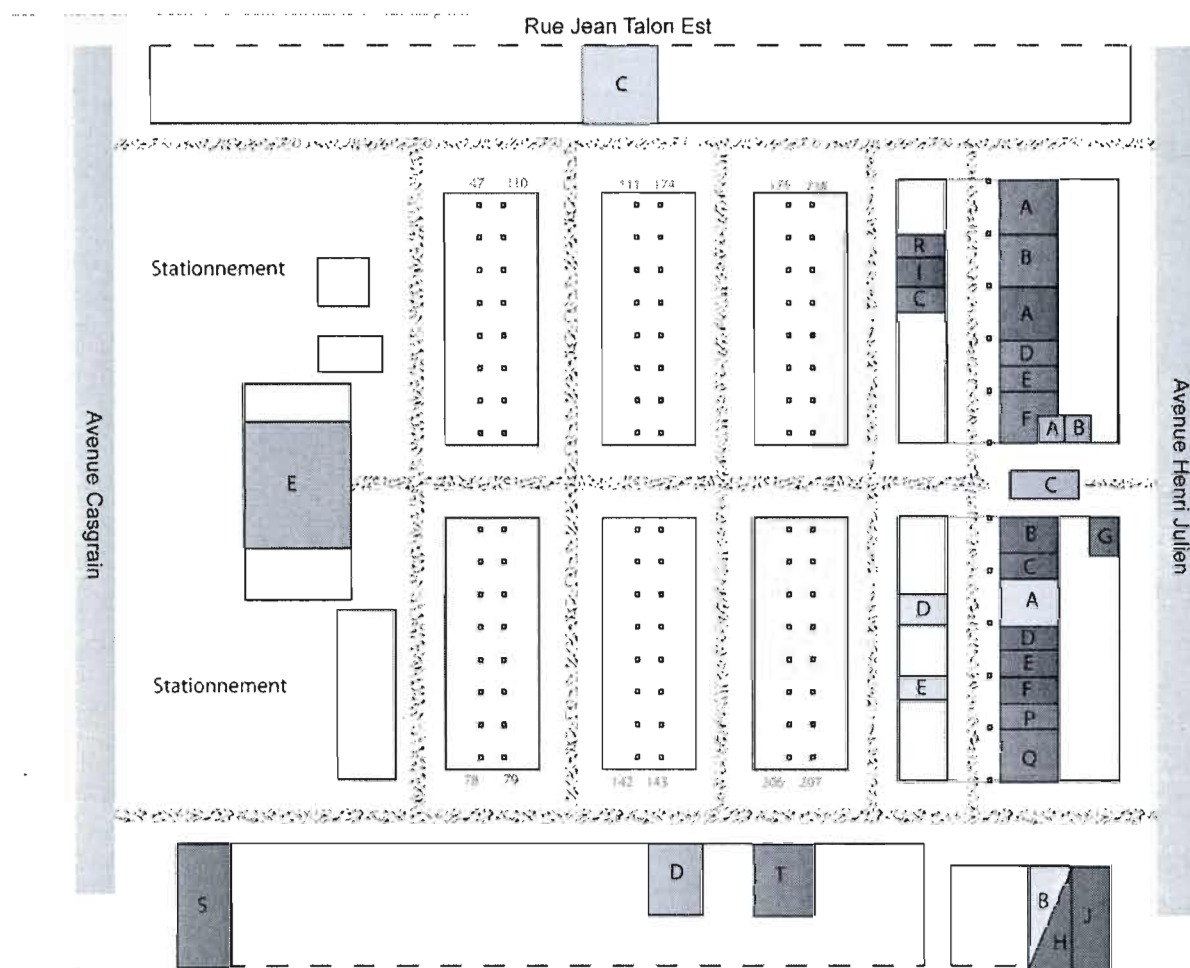 Rue Jean Talon Est
C
47 110
111 174
175 238
A
R
B
I
C
Stationnement
A
D
E
F
A B
Avenue Casgrain
Avenue Henri Julien
E
C
B
G
C
A
D
D
E
E
F
P
Q
Stationnement
78 79
142 143
206 207
S
D
T
B
H
J